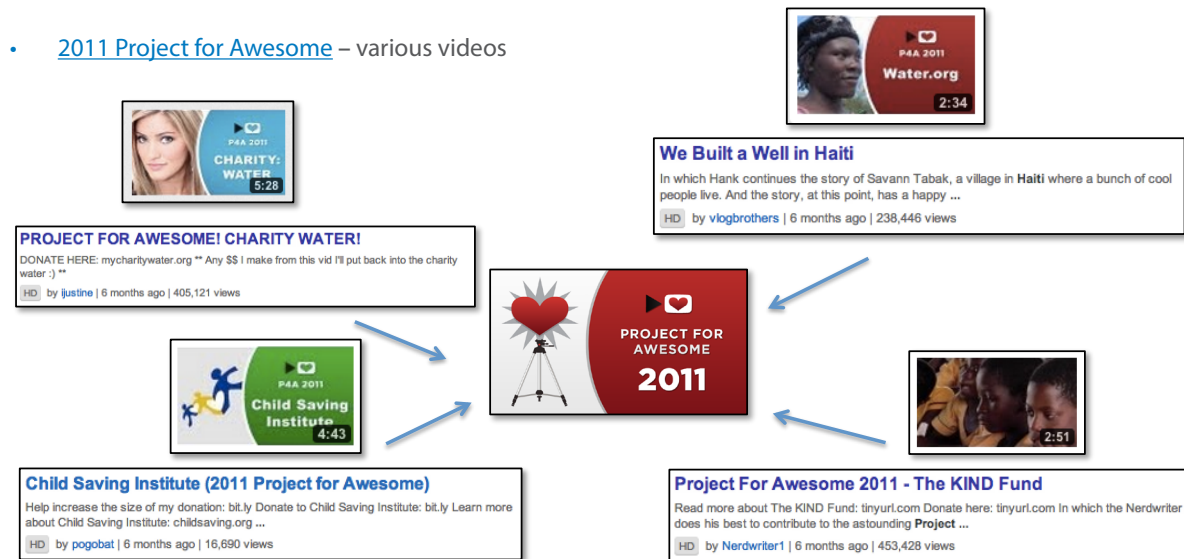 • 2011 Project for Awesome – various videos
P4A 2011
CHARITY:
WATER
5:28
PROJECT FOR AWESOME! CHARITY WATER!
DONATE HERE: mycharitywater.org ** Any $$ I make from this vid I'll put back into the charity
water :) **
HD by ijustine | 6 months ago | 405,121 views
P4A 2011
Water.org
2:34
We Built a Well in Haiti
In which Hank continues the story of Savann Tabak, a village in Haiti where a bunch of cool
people live. And the story, at this point, has a happy ...
HD by vlogbrothers | 6 months ago | 238,446 views
PROJECT FOR
AWESOME
2011
P4A 2011
Child Saving
Institute
4:43
Child Saving Institute (2011 Project for Awesome)
Help increase the size of my donation: bit.ly Donate to Child Saving Institute: bit.ly Learn more
about Child Saving Institute: childsaving.org ...
HD by pogobat | 6 months ago | 16,690 views
2:51
Project For Awesome 2011 - The KIND Fund
Read more about The KIND Fund: tinyurl.com Donate here: tinyurl.com In which the Nerdwriter
does his best to contribute to the astounding Project ...
HD by Nerdwriter1 | 6 months ago | 453,428 views